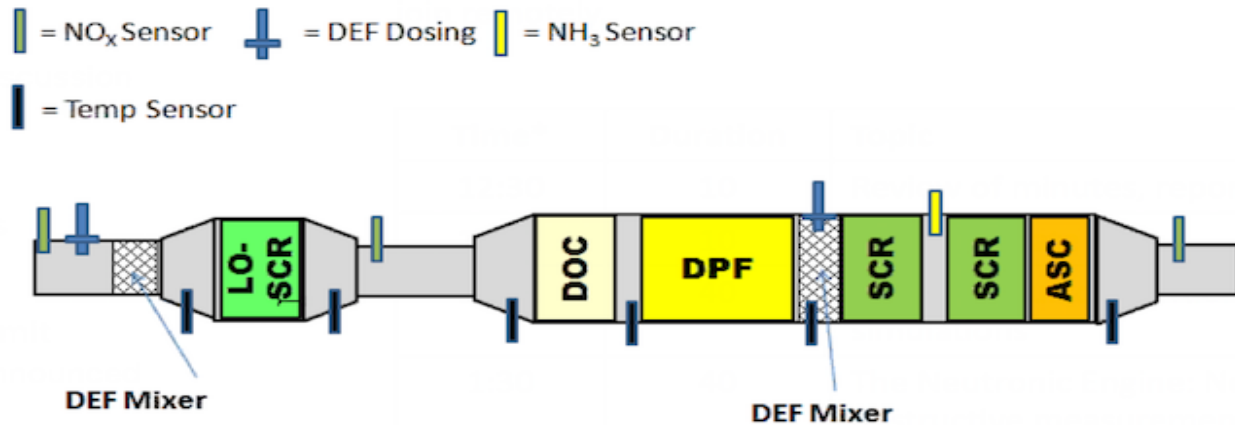 = NOₓ Sensor = DEF Dosing = NH₃ Sensor
= Temp Sensor
LO-
SCR
DOC
DPF
SCR
SCR
ASC
DEF Mixer
DEF Mixer